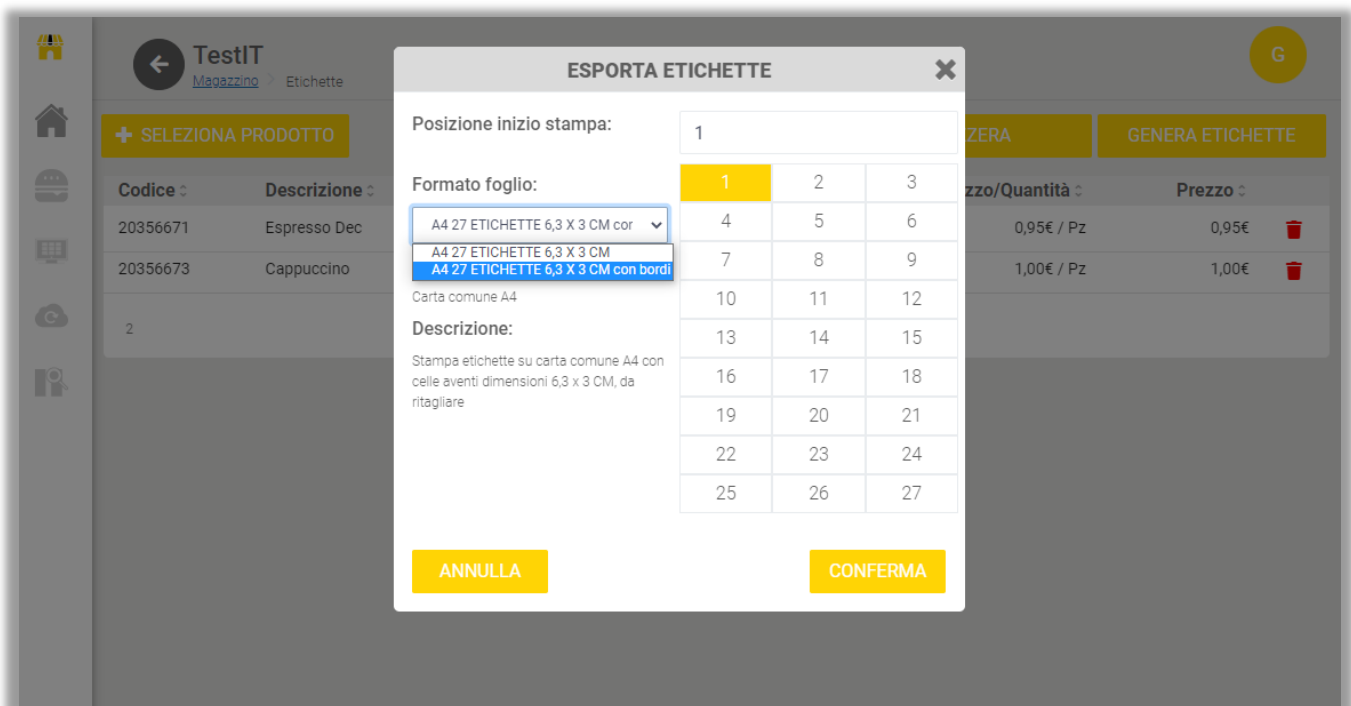 TestIT
Magazzino > Etichette
G
SELEZIONA PRODOTTO
ZERA
GENERA ETICHETTE
Codice
Descrizione
zzo/Quantità
Prezzo
20356671
Espresso Dec
0,95€ / Pz
0,95€
20356673
Cappuccino
1,00€ / Pz
1,00€
2
ESPORTA ETICHETTE
Posizione inizio stampa:
1
Formato foglio:
A4 27 ETICHETTE 6,3 X 3 CM cor
A4 27 ETICHETTE 6,3 X 3 CM
A4 27 ETICHETTE 6,3 X 3 CM con bordi
Carta comune A4
Descrizione:
Stampa etichette su carta comune A4 con
celle aventi dimensioni 6,3 x 3 CM, da
ritagliare
1 2 3
4 5 6
7 8 9
10 11 12
13 14 15
16 17 18
19 20 21
22 23 24
25 26 27
ANNULLA
CONFERMA